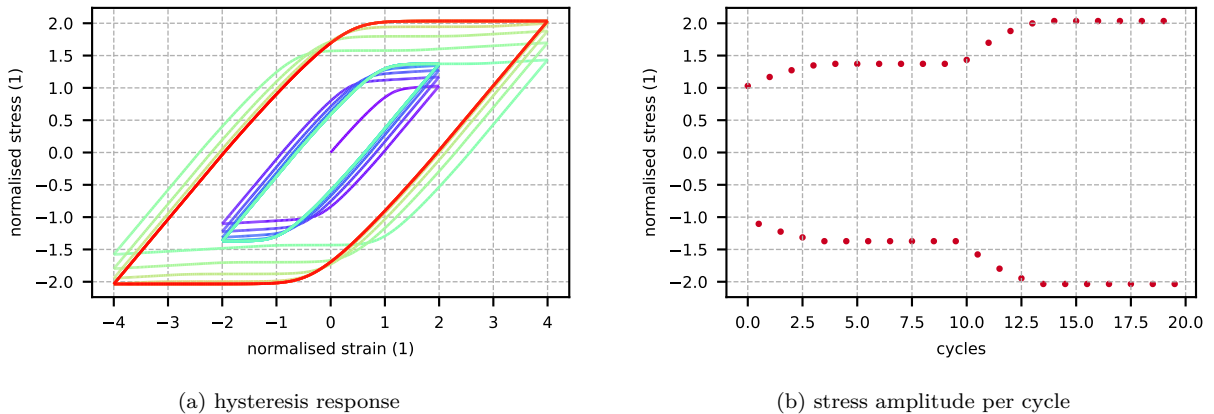 2.0
1.5
1.0
0.5
0.0
−0.5
−1.0
−1.5
−2.0
normalised stress (1)
−4 −3 −2 −1 0 1 2 3 4
normalised strain (1)
(a) hysteresis response
2.0
1.5
1.0
0.5
0.0
−0.5
−1.0
−1.5
−2.0
normalised stress (1)
0.0 2.5 5.0 7.5 10.0 12.5 15.0 17.5 20.0
cycles
(b) stress amplitude per cycle